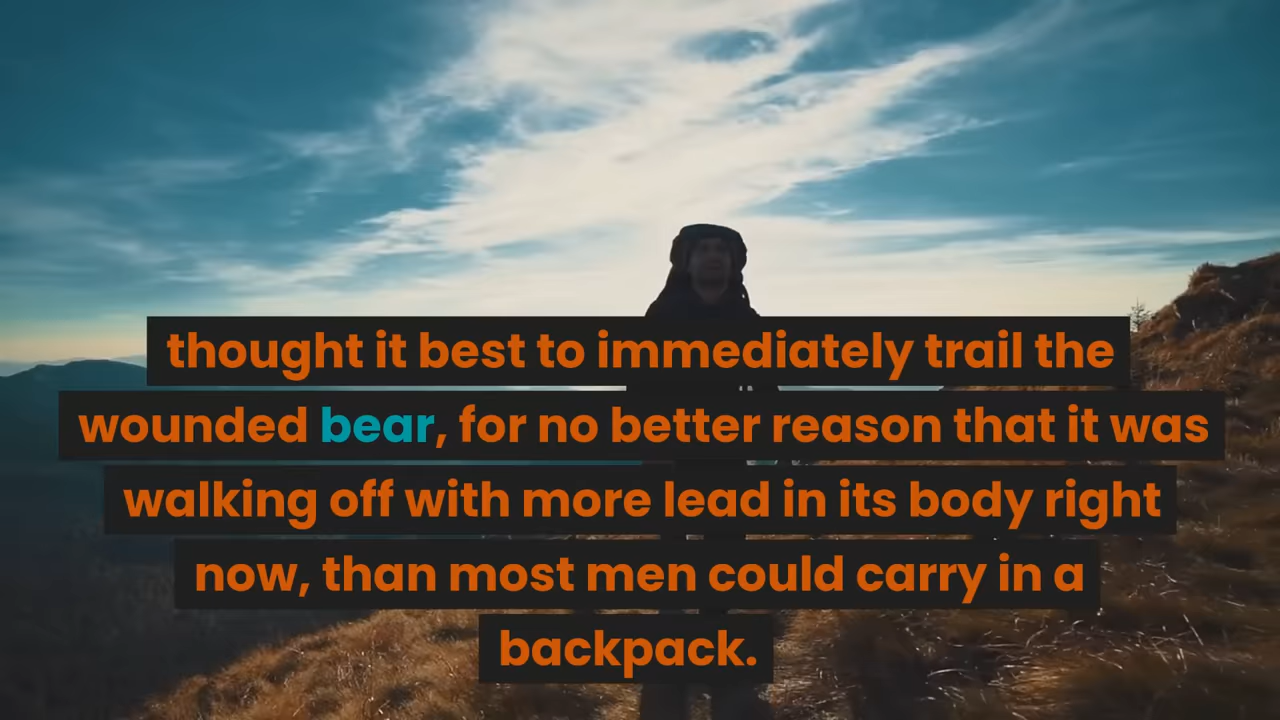 thought it best to immediately trail the
wounded bear, for no better reason that it was
walking off with more lead in its body right
now, than most men could carry in a
backpack.